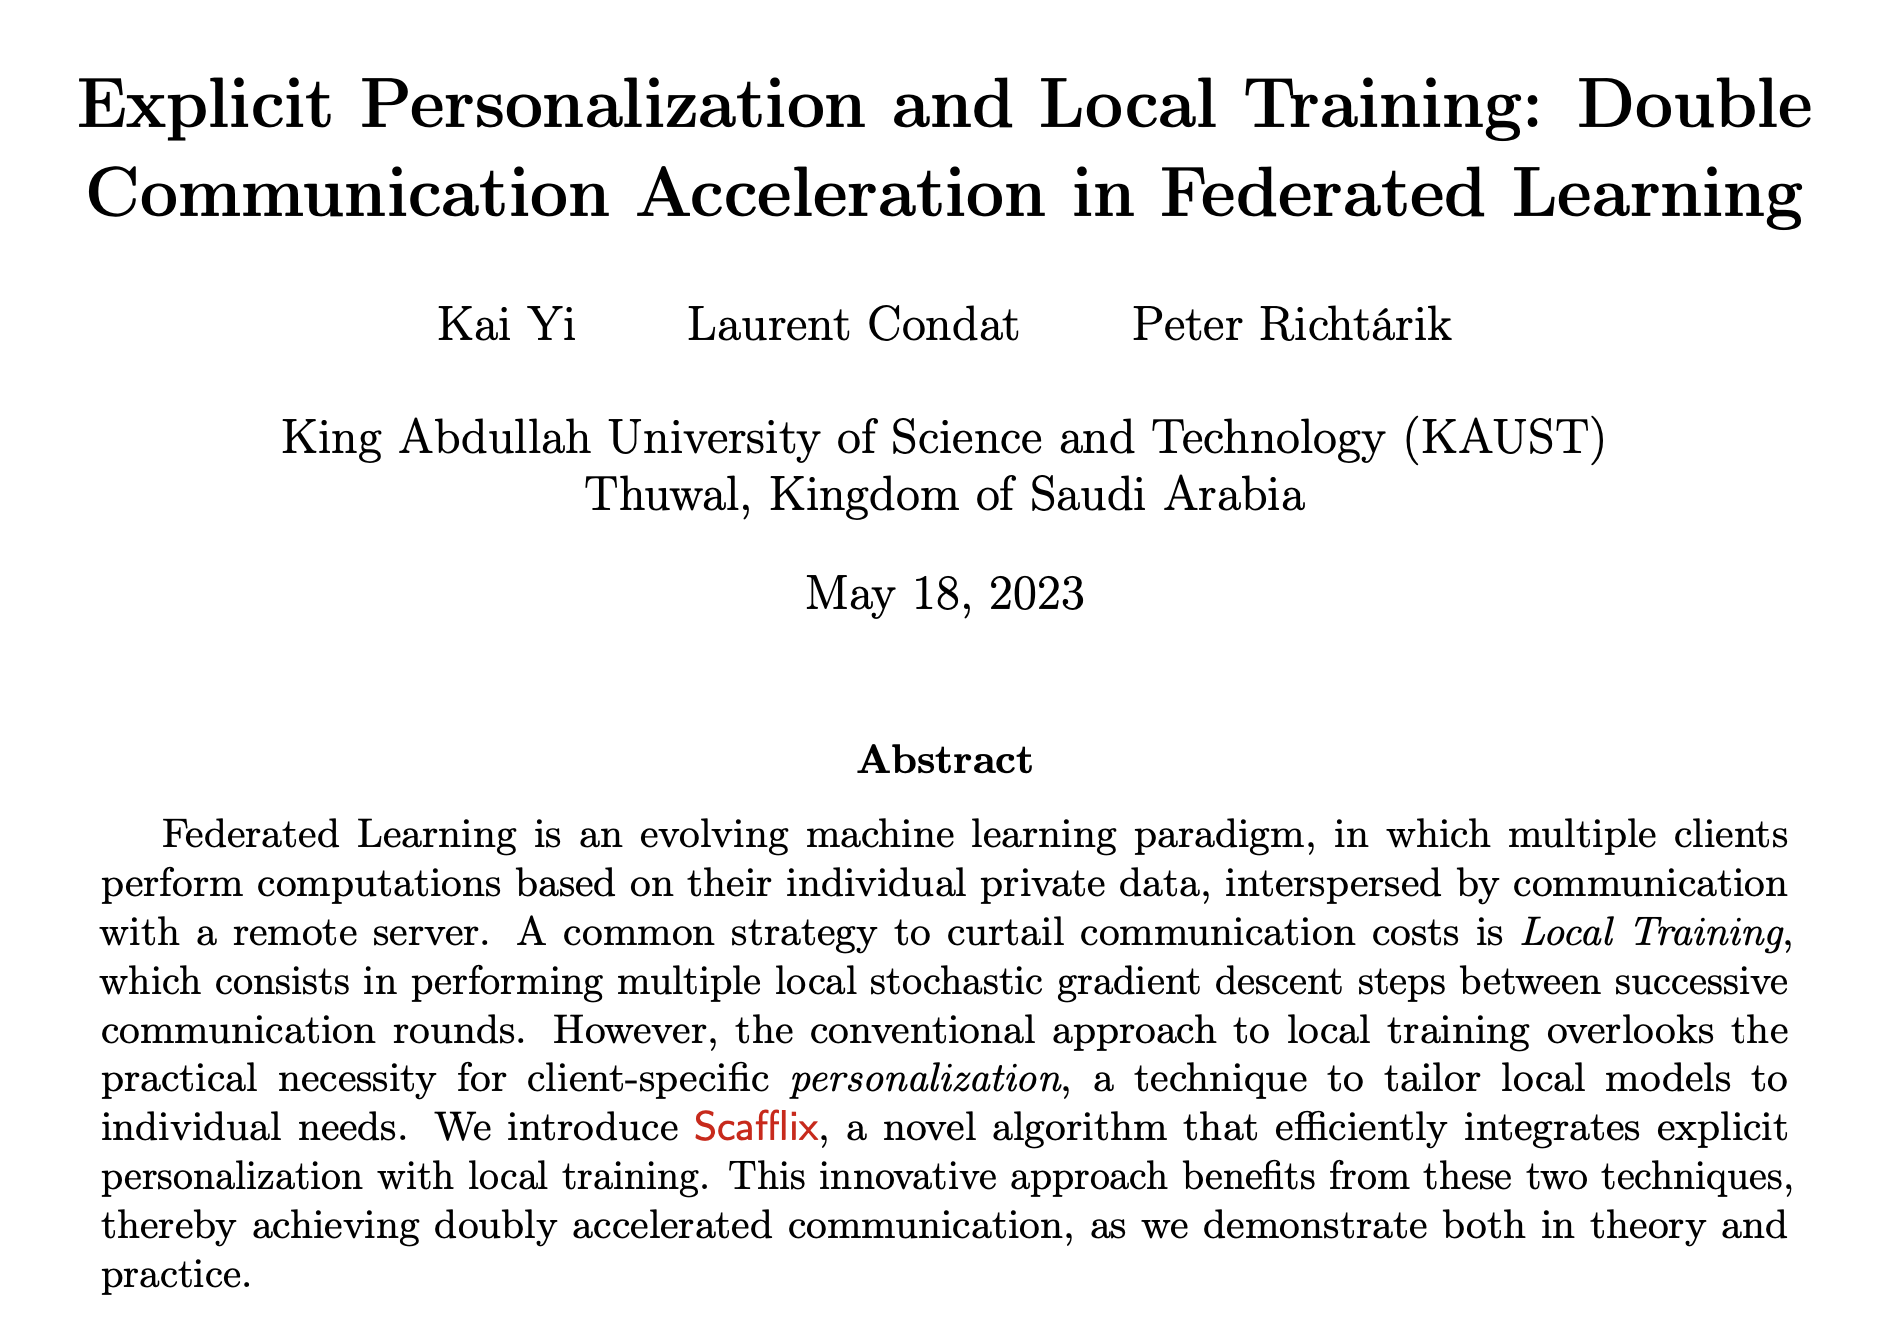 Explicit Personalization and Local Training: Double
Communication Acceleration in Federated Learning
Kai Yi Laurent Condat Peter Richtárik
King Abdullah University of Science and Technology (KAUST)
Thuwal, Kingdom of Saudi Arabia
May 18, 2023
Abstract
Federated Learning is an evolving machine learning paradigm, in which multiple clients
perform computations based on their individual private data, interspersed by communication
with a remote server. A common strategy to curtail communication costs is Local Training,
which consists in performing multiple local stochastic gradient descent steps between successive
communication rounds. However, the conventional approach to local training overlooks the
practical necessity for client-specific personalization, a technique to tailor local models to
individual needs. We introduce Scafflix, a novel algorithm that efficiently integrates explicit
personalization with local training. This innovative approach benefits from these two techniques,
thereby achieving doubly accelerated communication, as we demonstrate both in theory and
practice.